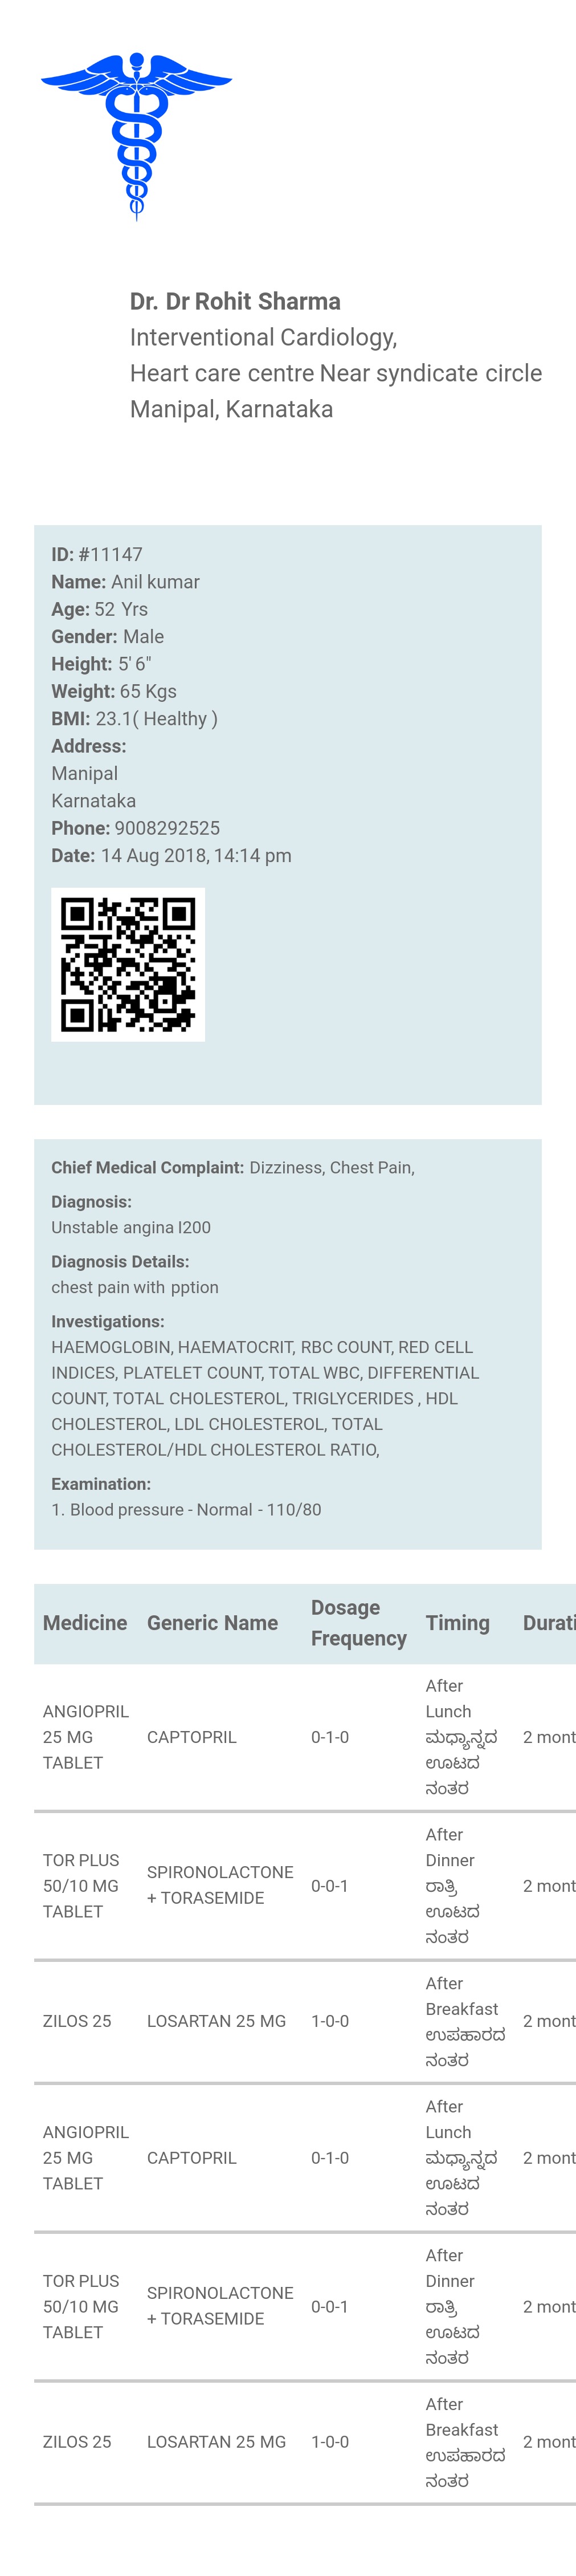 Dr. Dr Rohit Sharma
Interventional Cardiology,
Heart care centre Near syndicate circle
Manipal, Karnataka
ID: #11147
Name: Anil kumar
Age: 52 Yrs
Gender: Male
Height: 5' 6"
Weight: 65 Kgs
BMI: 23.1( Healthy )
Address:
Manipal
Karnataka
Phone: 9008292525
Date: 14 Aug 2018, 14:14 pm
Chief Medical Complaint: Dizziness, Chest Pain,
Diagnosis:
Unstable angina I200
Diagnosis Details:
chest pain with pption
Investigations:
HAEMOGLOBIN, HAEMATOCRIT, RBC COUNT, RED CELL
INDICES, PLATELET COUNT, TOTAL WBC, DIFFERENTIAL
COUNT, TOTAL CHOLESTEROL, TRIGLYCERIDES , HDL
CHOLESTEROL, LDL CHOLESTEROL, TOTAL
CHOLESTEROL/HDL CHOLESTEROL RATIO,
Examination:
1. Blood pressure - Normal - 110/80
Medicine Generic Name Dosage Frequency Timing Durati
ANGIOPRIL
25 MG
TABLET
CAPTOPRIL
0-1-0
After
Lunch
ಮಧ್ಯಾನ್ನದ
ಊಟದ
ನಂತರ
2 mont
TOR PLUS
50/10 MG
TABLET
SPIRONOLACTONE
+ TORASEMIDE
0-0-1
After
Dinner
ರಾತ್ರಿ
ಊಟದ
ನಂತರ
2 mont
ZILOS 25
LOSARTAN 25 MG
1-0-0
After
Breakfast
ಉಪಹಾರದ
ನಂತರ
2 mont
ANGIOPRIL
25 MG
TABLET
CAPTOPRIL
0-1-0
After
Lunch
ಮಧ್ಯಾನ್ನದ
ಊಟದ
ನಂತರ
2 mont
TOR PLUS
50/10 MG
TABLET
SPIRONOLACTONE
+ TORASEMIDE
0-0-1
After
Dinner
ರಾತ್ರಿ
ಊಟದ
ನಂತರ
2 mont
ZILOS 25
LOSARTAN 25 MG
1-0-0
After
Breakfast
ಉಪಹಾರದ
ನಂತರ
2 mont